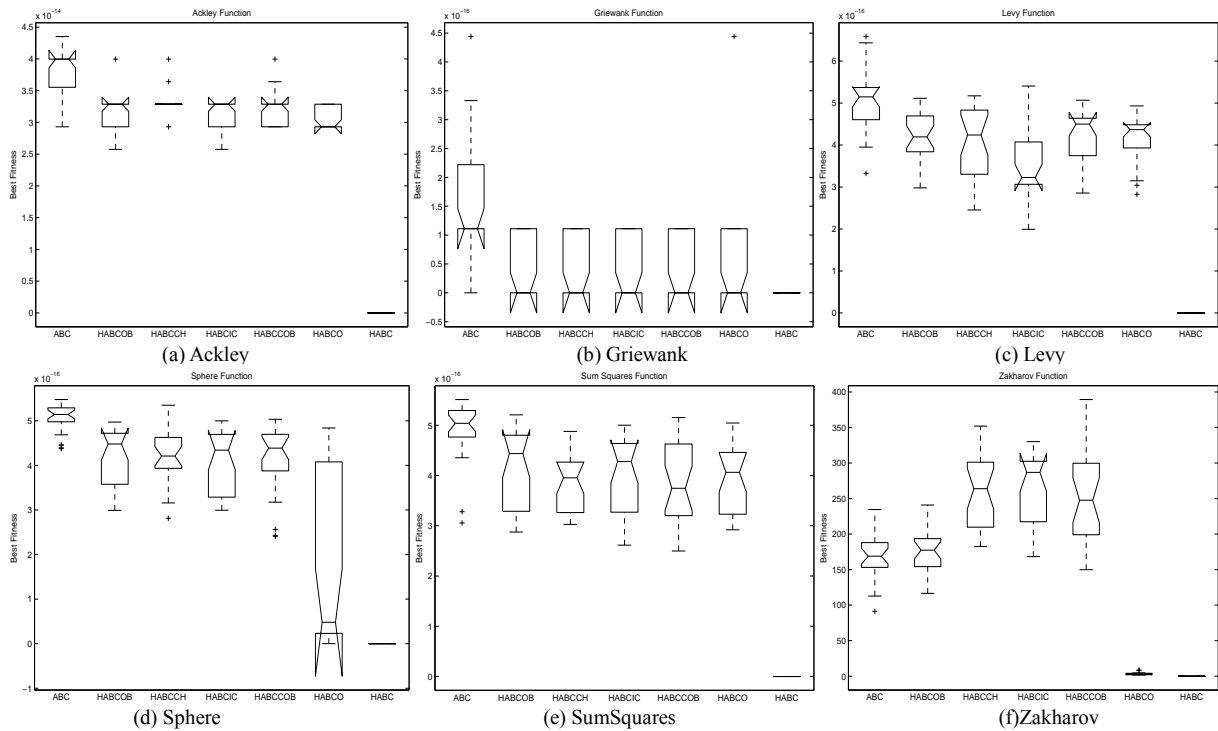 Ackley Function
x 10⁻¹⁴
4.5
4
3.5
3
2.5
2
1.5
1
0.5
0
Best Fitness
ABC HABCOB HABCCH HABCIC HABCCOB HABCO HABC
(a) Ackley
Griewank Function
x 10⁻¹⁶
4.5
4
3.5
3
2.5
2
1.5
1
0.5
0
−0.5
Best Fitness
ABC HABCOB HABCCH HABCIC HABCCOB HABCO HABC
(b) Griewank
Levy Function
x 10⁻¹⁶
6
5
4
3
2
1
0
Best Fitness
ABC HABCOB HABCCH HABCIC HABCCOB HABCO HABC
(c) Levy
Sphere Function
x 10⁻¹⁶
5
4
3
2
1
0
−1
Best Fitness
ABC HABCOB HABCCH HABCIC HABCCOB HABCO HABC
(d) Sphere
Sum Squares Function
x 10⁻¹⁶
5
4
3
2
1
0
Best Fitness
ABC HABCOB HABCCH HABCIC HABCCOB HABCO HABC
(e) SumSquares
Zakharov Function
400
350
300
250
200
150
100
50
0
Best Fitness
ABC HABCOB HABCCH HABCIC HABCCOB HABCO HABC
(f)Zakharov